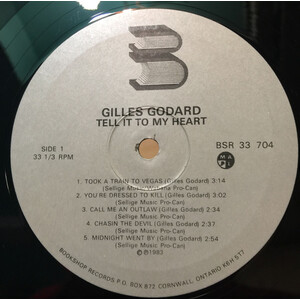 GILLES GODARD
TELL IT TO MY HEART
BSR 33 704
SIDE 1
33 1/3 RPM
1 TOOK A TRAIN TO VEGAS (Gilles Godard) 3:14
(Sellige Music Pro-Can)
2 YOU'RE DRESSED TO KILL (Gilles Godard) 3:02
(Sellige Music Pro-Can)
3 CALL ME AN OUTLAW (Gilles Godard) 2:34
(Sellige Music Pro-Can)
4 CHASIN THE DEVIL (Gilles Godard) 2:37
(Sellige Music Pro-Can)
5 MIDNIGHT WENT BY (Gilles Godard) 2:54
(Sellige Music Pro-Can)
©℗1982
BOOKSHOP RECORDS P.O. BOX 872 CORNWALL, ONTARIO K6H 5T7